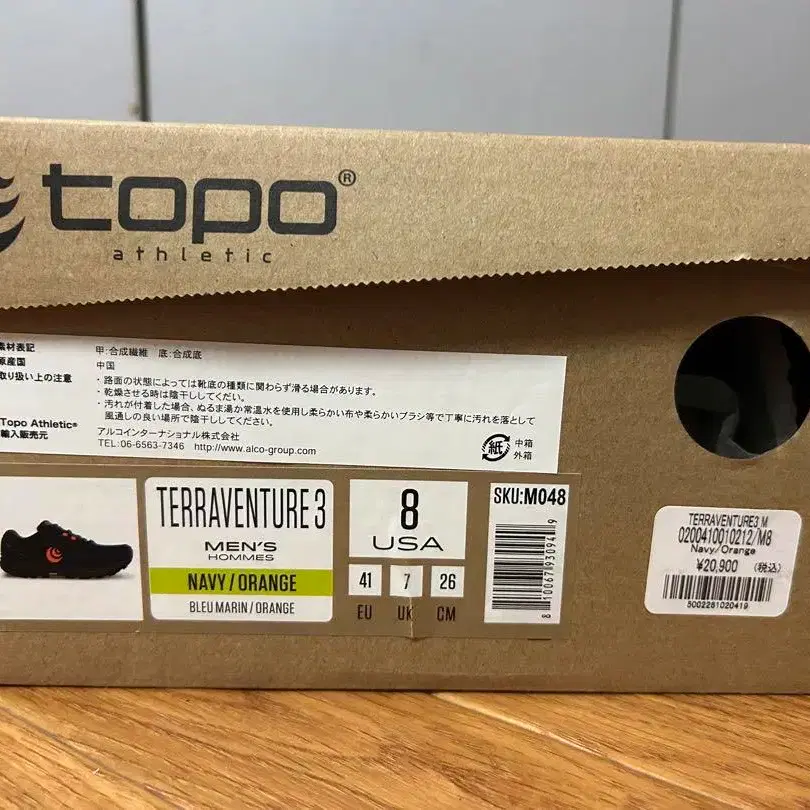 topo®
athletic
素材表記 甲:合成繊維 底:合成底
原産国 中国
取り扱い上の注意 ・路面の状態によっては靴底の種類に関わらず滑る場合があります。
・乾燥させる時は陰干ししてください。
・汚れが付着した場合、ぬるま湯か常温水を使用し柔らかい布や柔らかいブラシ等で丁寧に汚れを落として
風通しの良い場所で陰干ししてください。
Topo Athletic® アルコインターナショナル株式会社
輸入販売元 TEL:06-6563-7346 http://www.alco-group.com/
紙 中箱
外箱
TERRAVENTURE 3
MEN'S
HOMMES
NAVY / ORANGE
BLEU MARIN / ORANGE
8
USA
41 7 26
EU UK CM
SKU:M048
8 10067 93094 9
TERRAVENTURE3 M
0200410010212/M8
Navy/Orange
¥20,900 (税込)
5002281020419